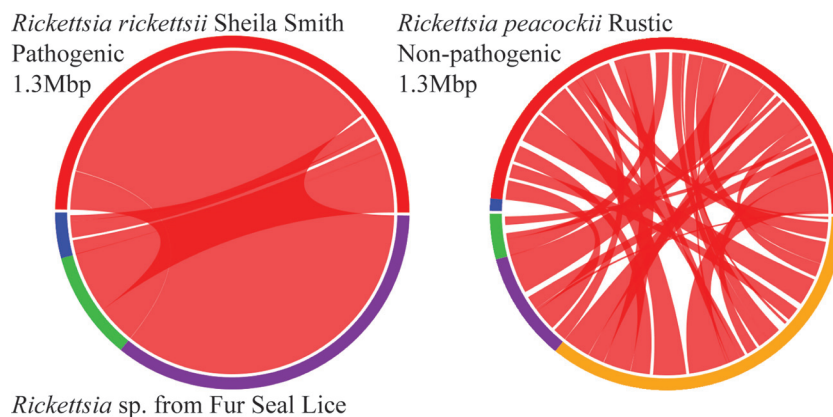 Rickettsia rickettsii Sheila Smith
Pathogenic
1.3Mbp
Rickettsia peacockii Rustic
Non-pathogenic
1.3Mbp
Rickettsia sp. from Fur Seal Lice